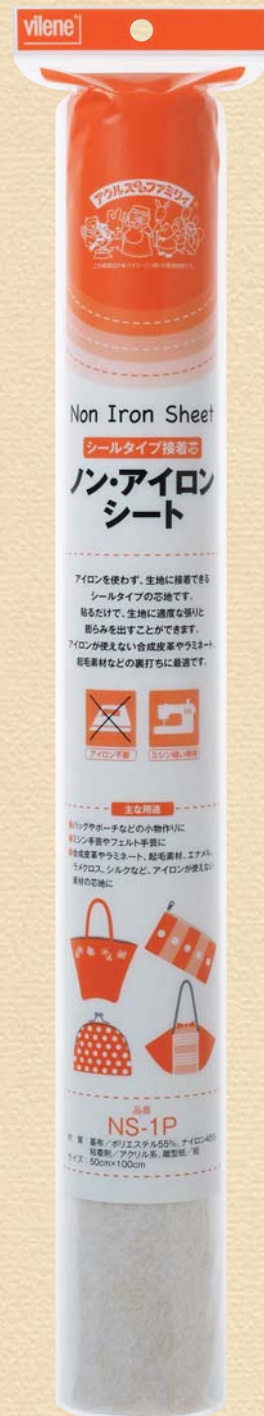 vilene
アウルスママファミリィ
Non Iron Sheet
シールタイプ接着芯
ノン・アイロン
シート
アイロンを使わず、生地に接着できる
シールタイプの芯地です。
貼るだけで、生地に適度な張りと
膨らみを出すことができます。
アイロンが使えない合成皮革やラミネート、
起毛素材などの裏打ちに最適です。
アイロン不要
ミシン縫い専用
主な用途
●バッグやポーチなどの小物作りに
●ミシン手芸やフェルト手芸に
●合成皮革やラミネート、起毛素材、エナメル、
ラメクロス、シルクなど、アイロンが使えない
素材の芯地に
品番
NS-1P
材 質:基布/ポリエステル55%、ナイロン45%
粘着剤/アクリル系、離型紙/紙
サイズ:50cm×100cm